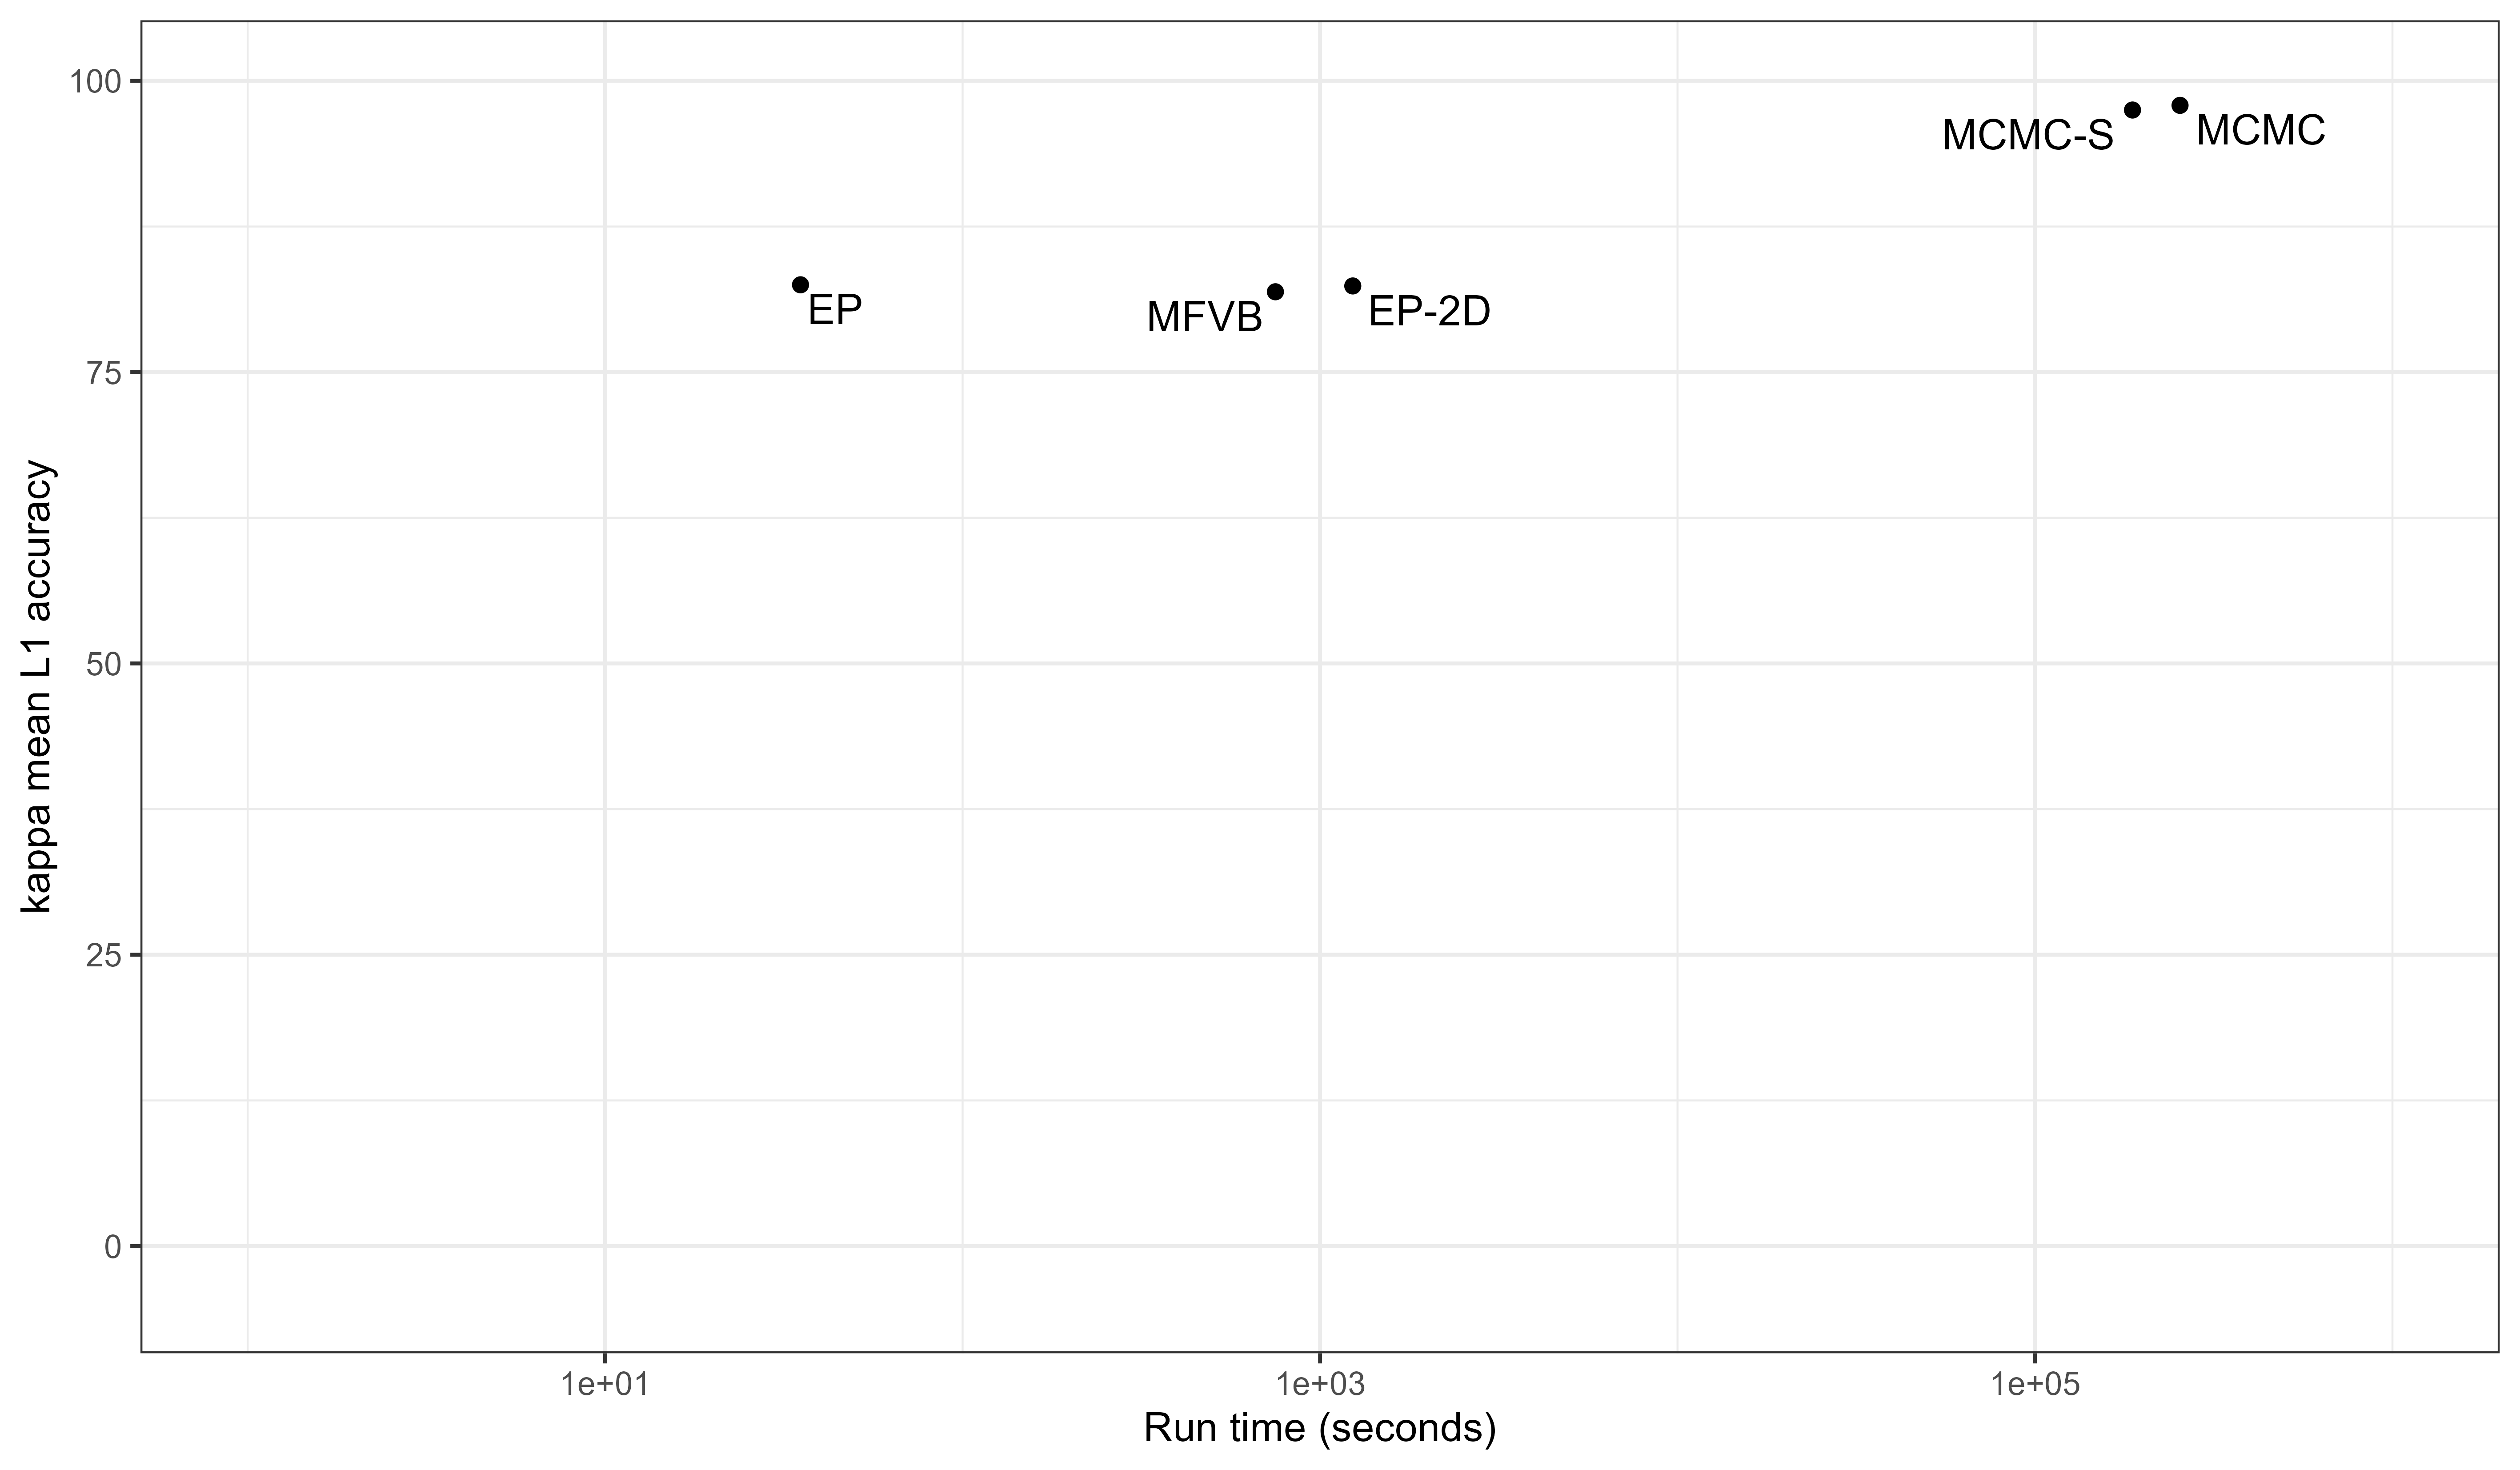 100
MCMC-S
MCMC
EP
MFVB
EP-2D
75
kappa mean L1 accuracy
50
25
0
1e+01
1e+03
1e+05
Run time (seconds)